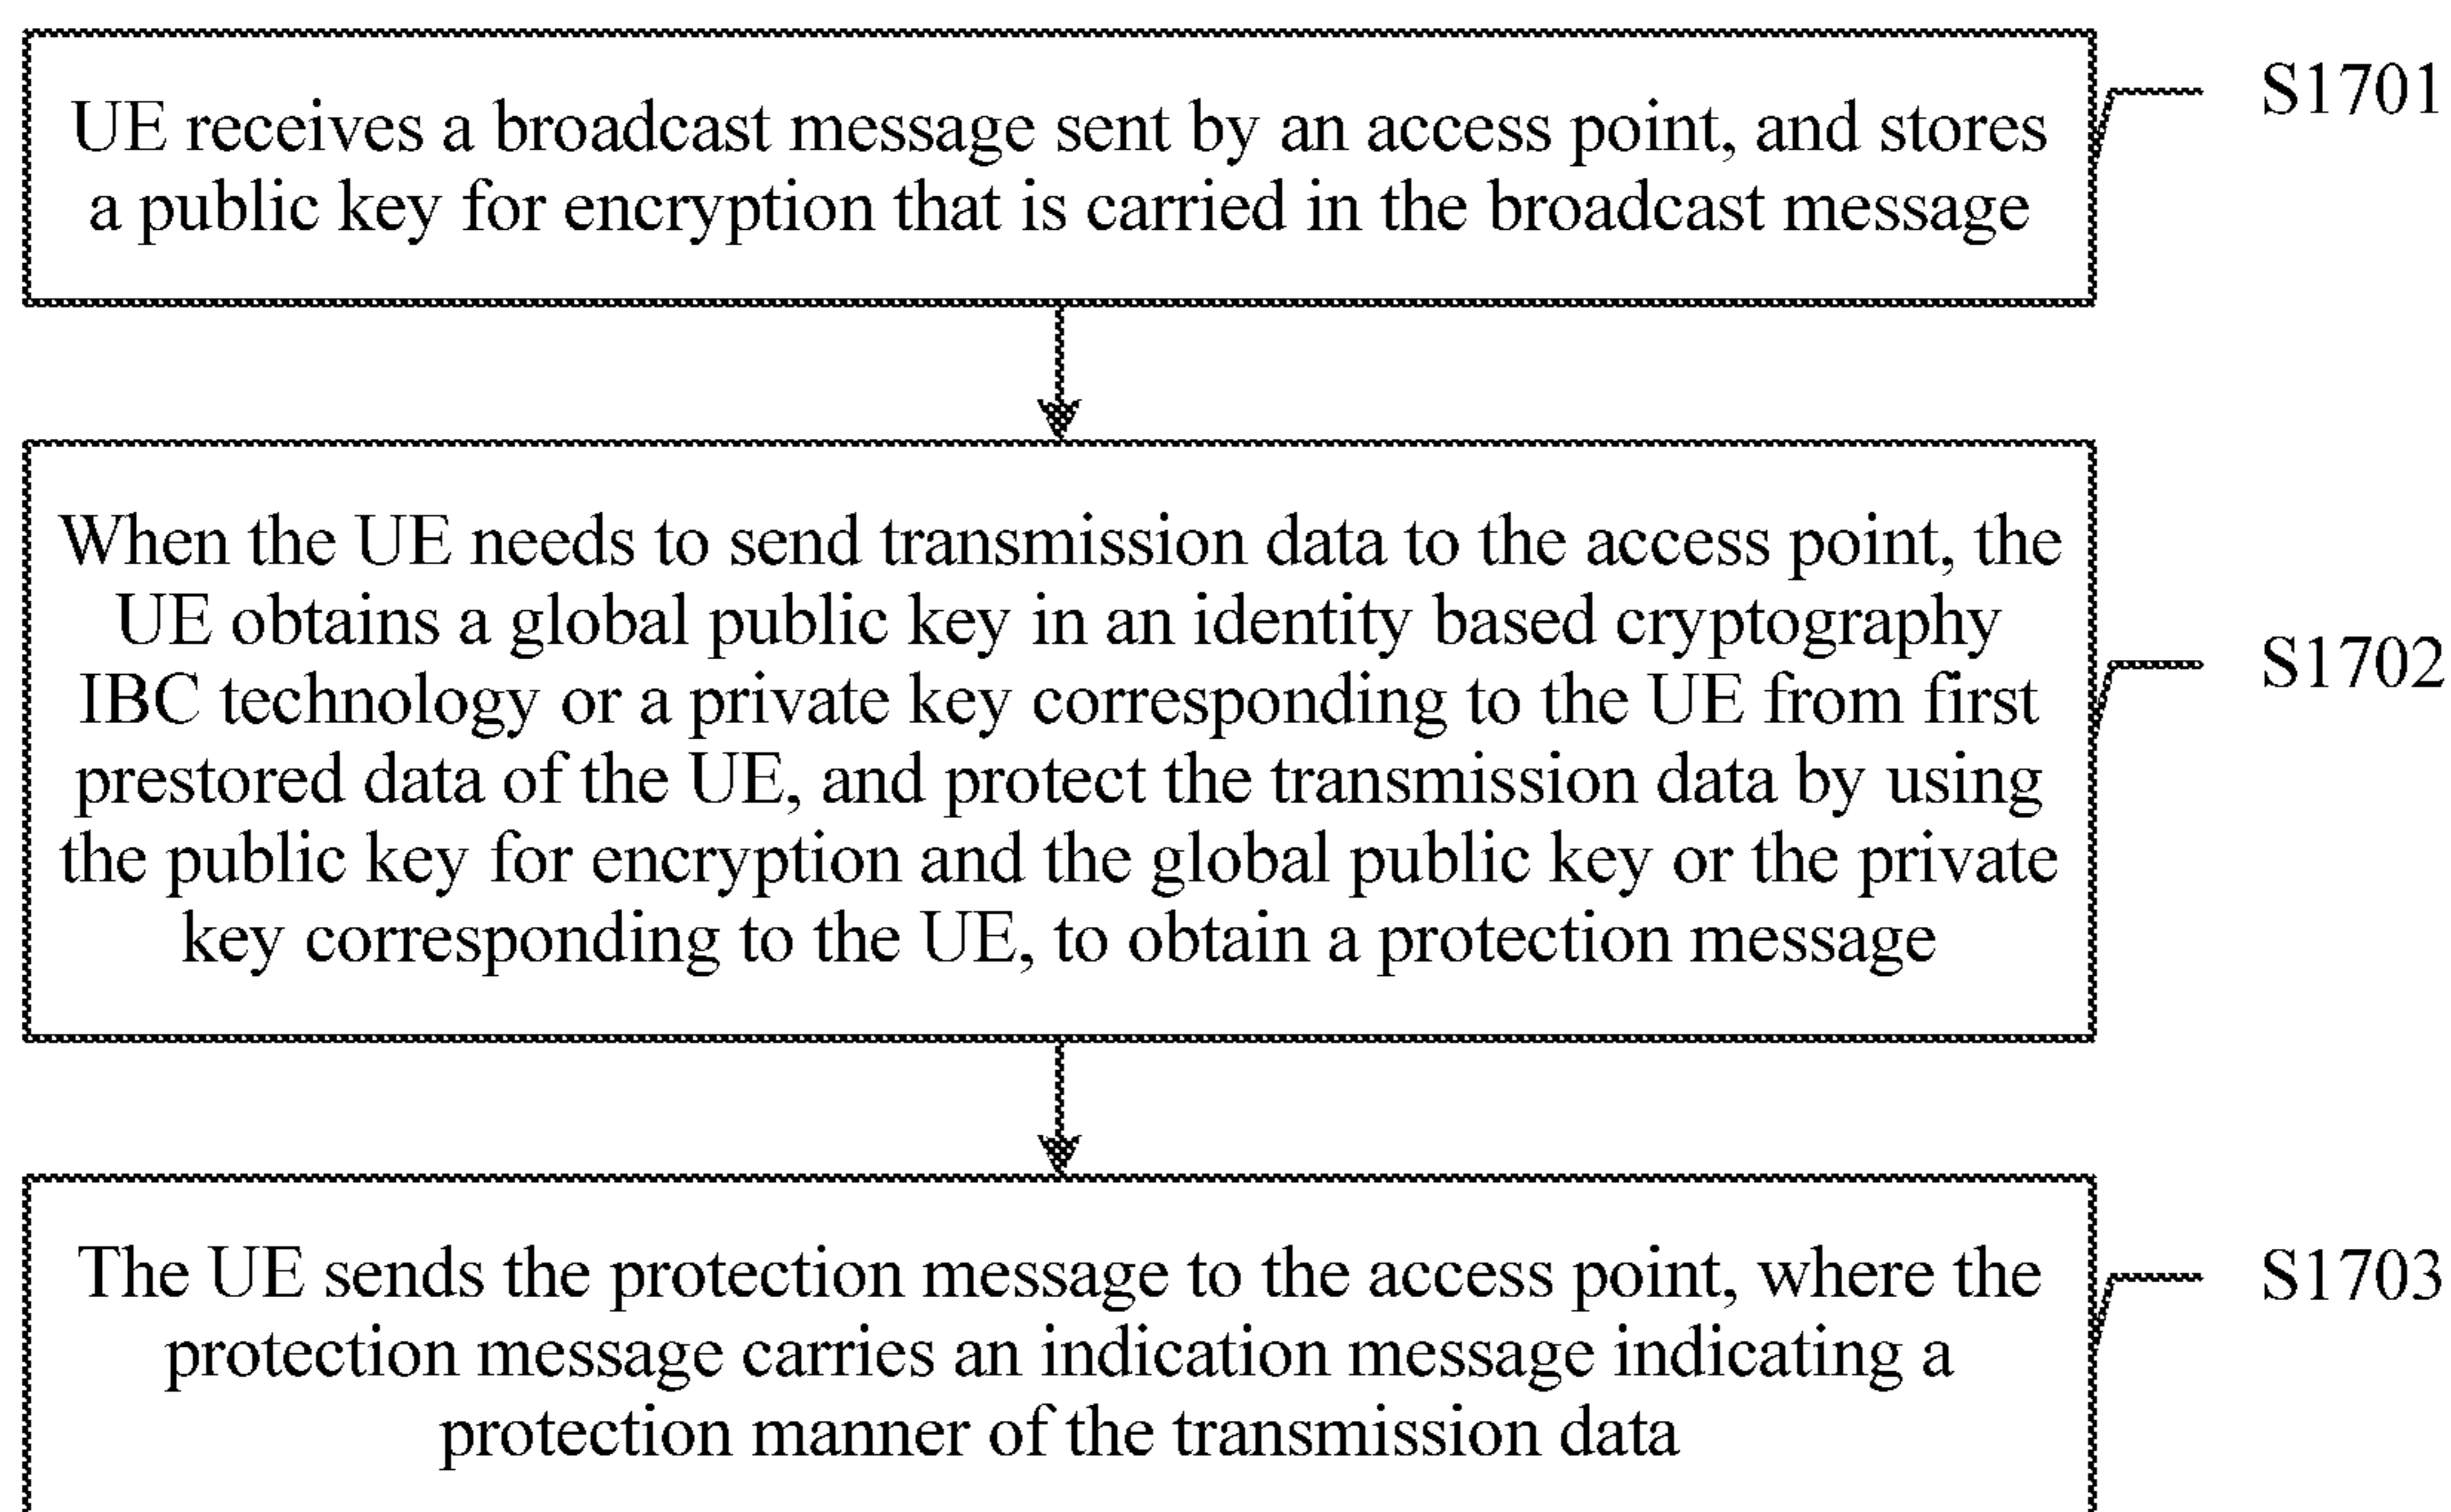 UE receives a broadcast message sent by an access point, and stores
a public key for encryption that is carried in the broadcast message
S1701
When the UE needs to send transmission data to the access point, the
UE obtains a global public key in an identity based cryptography
IBC technology or a private key corresponding to the UE from first
prestored data of the UE, and protect the transmission data by using
the public key for encryption and the global public key or the private
key corresponding to the UE, to obtain a protection message
S1702
The UE sends the protection message to the access point, where the
protection message carries an indication message indicating a
protection manner of the transmission data
S1703